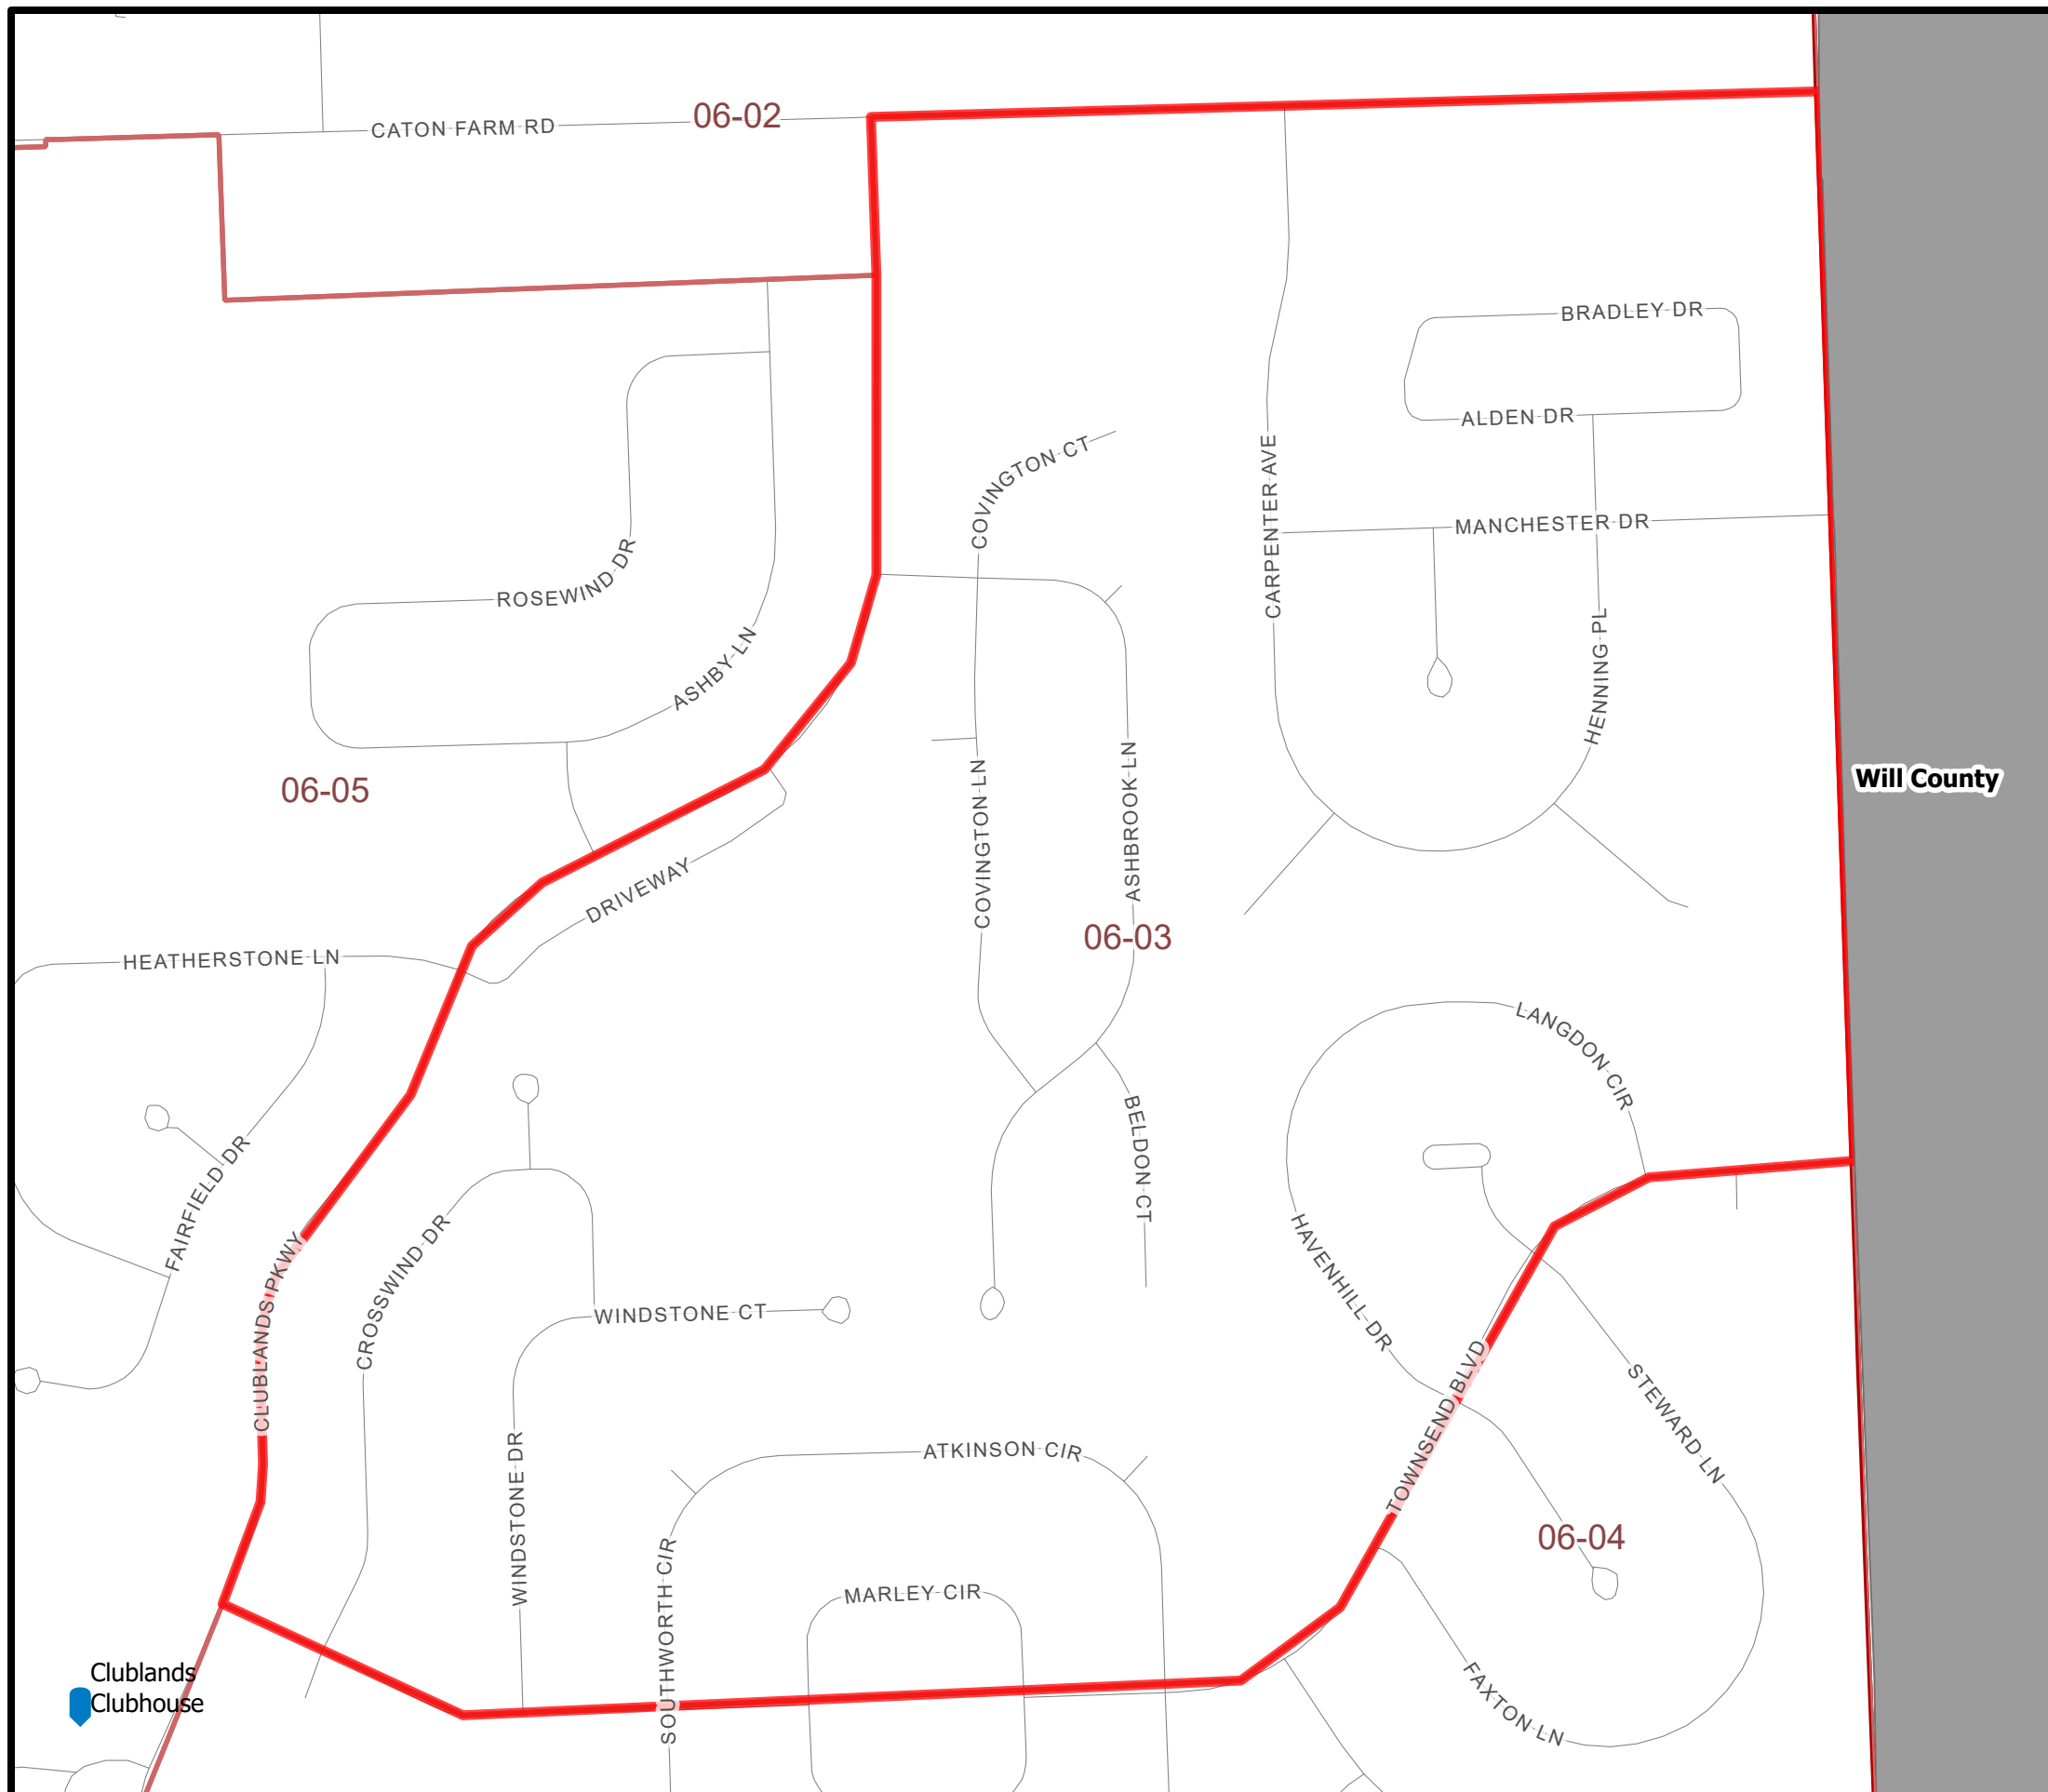 06-02
CATON FARM RD
BRADLEY DR
ALDEN DR
COVINGTON CT
CARPENTER AVE
MANCHESTER DR
ROSEWIND DR
ASHBY LN
HENNING PL
Will County
06-05
COVINGTON LN
ASHBROOK LN
DRIVEWAY
06-03
HEATHERSTONE LN
LANGDON CIR
BELDON CT
FAIRFIELD DR
CLUBLANDS PKWY
CROSSWIND DR
HAVENHILL DR
WINDSTONE CT
TOWNSEND BLVD
STEWARD LN
WINDSTONE DR
ATKINSON CIR
06-04
SOUTHWORTH CIR
MARLEY CIR
FAXTON LN
Clublands
Clubhouse